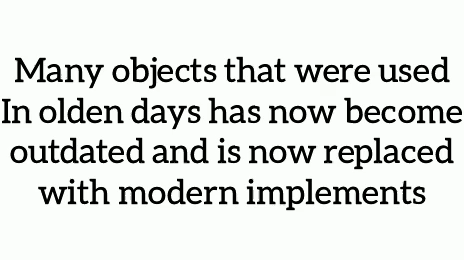 Many objects that were used
In olden days has now become
outdated and is now replaced
with modern implements